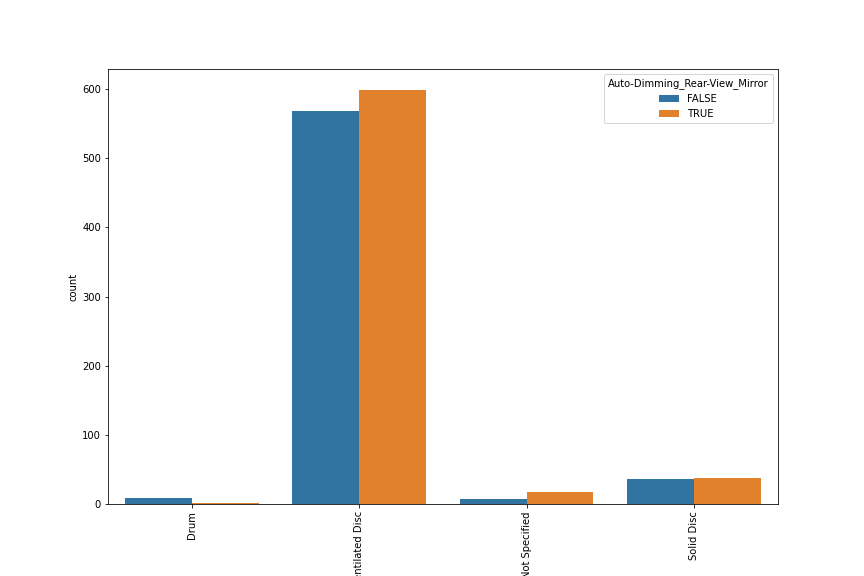 Auto-Dimming_Rear-View_Mirror
FALSE
TRUE
600
500
400
300
200
100
0
count
Drum
entilated Disc
Not Specified
Solid Disc